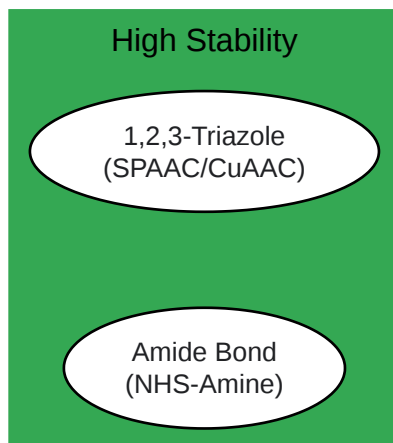 High Stability
1,2,3-Triazole
(SPAAC/CuAAC)
Amide Bond
(NHS-Amine)